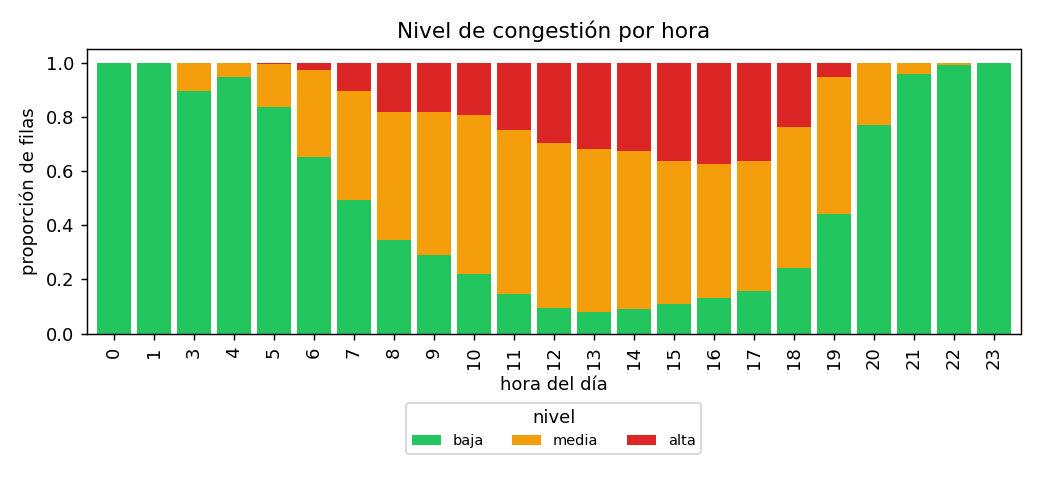 Nivel de congestión por hora
proporción de filas
1.0
0.8
0.6
0.4
0.2
0.0
0 1 3 4 5 6 7 8 9 10 11 12 13 14 15 16 17 18 19 20 21 22 23
hora del día
nivel
baja media alta